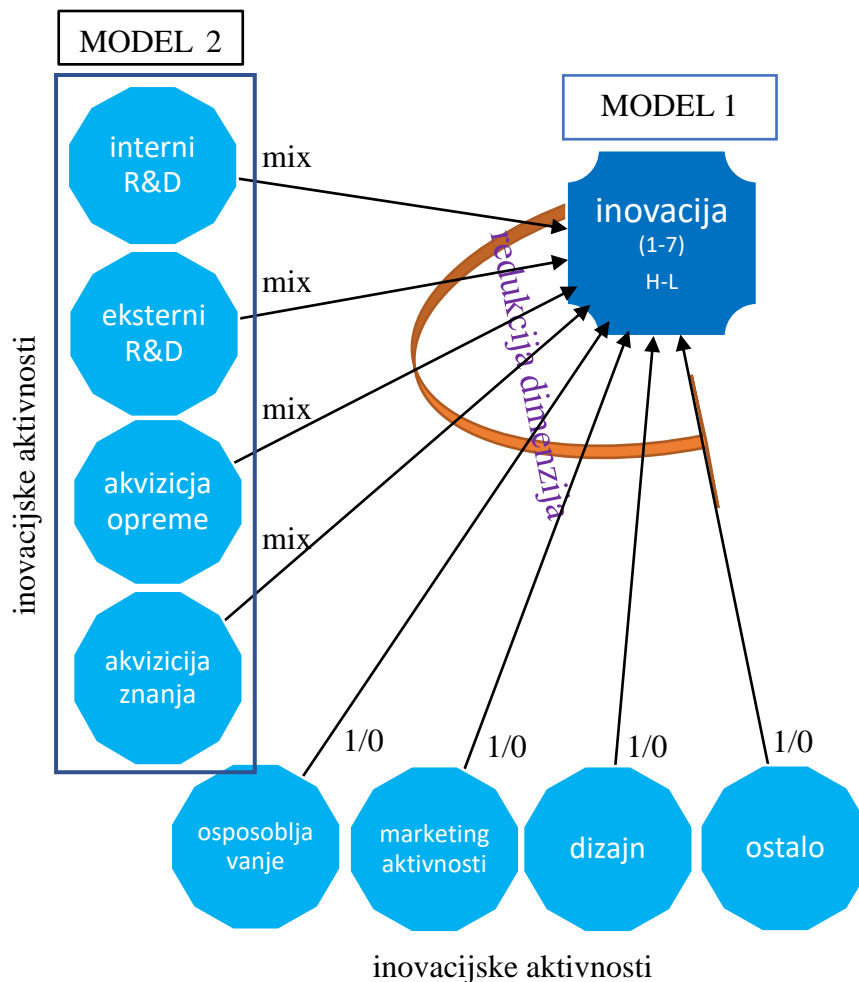 MODEL 2
MODEL 1
interni
R&D
mix
inovacija
(1-7)
H-L
eksterni
R&D
mix
redukcija dimenzija
akvizicja
opreme
mix
akvizicija
znanja
mix
inovacijske aktivnosti
osposoblja
vanje
1/0
marketing
aktivnosti
1/0
dizajn
1/0
ostalo
1/0
inovacijske aktivnosti